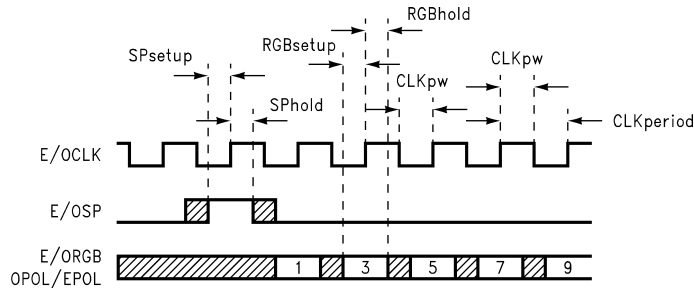 RGBhold
RGBsetup
SPsetup
CLKpw
CLKpw
SPhold
CLKperiod
E/OCLK
E/OSP
E/ORGB
OPOL/EPOL
1 3 5 7 9